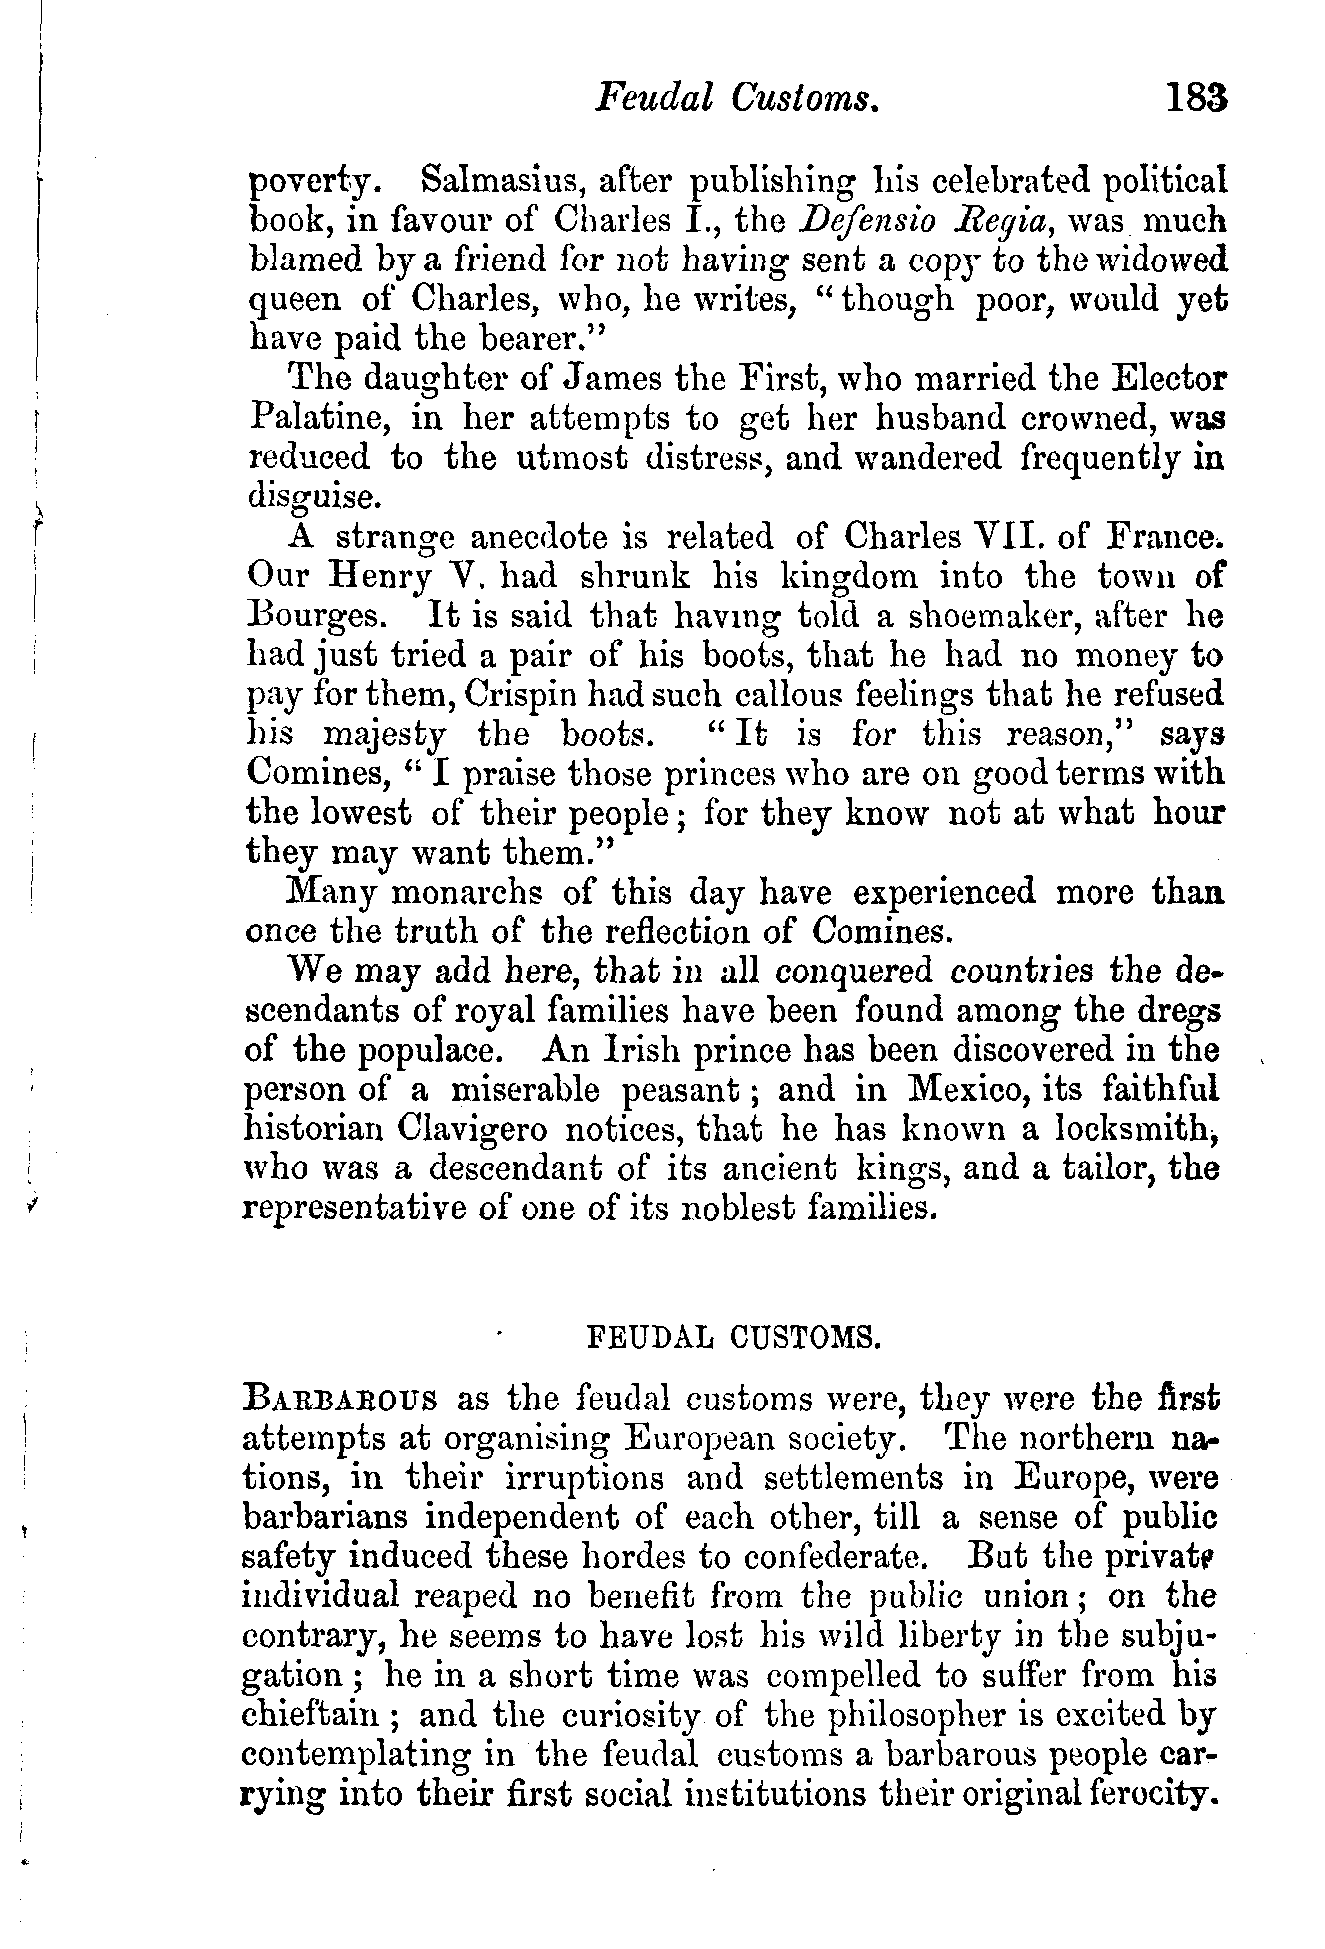 Feudal Customs. 183
poverty. Salmasius, after publishing his celebrated political
book, in favour of Charles I., the Defensio Regia, was much
blamed by a friend for not having sent a copy to the widowed
queen of Charles, who, he writes, “though poor, would yet
have paid the bearer.”
The daughter of James the First, who married the Elector
Palatine, in her attempts to get her husband crowned, was
reduced to the utmost distress, and wandered frequently in
disguise.
A strange anecdote is related of Charles VII. of France.
Our Henry V. had shrunk his kingdom into the town of
Bourges. It is said that having told a shoemaker, after he
had just tried a pair of his boots, that he had no money to
pay for them, Crispin had such callous feelings that he refused
his majesty the boots. “It is for this reason,” says
Comines, “I praise those princes who are on good terms with
the lowest of their people; for they know not at what hour
they may want them.”
Many monarchs of this day have experienced more than
once the truth of the reflection of Comines.
We may add here, that in all conquered countries the de-
scendants of royal families have been found among the dregs
of the populace. An Irish prince has been discovered in the
person of a miserable peasant; and in Mexico, its faithful
historian Clavigero notices, that he has known a locksmith,
who was a descendant of its ancient kings, and a tailor, the
representative of one of its noblest families.
FEUDAL CUSTOMS.
BARBAROUS as the feudal customs were, they were the first
attempts at organising European society. The northern na-
tions, in their irruptions and settlements in Europe, were
barbarians independent of each other, till a sense of public
safety induced these hordes to confederate. But the private
individual reaped no benefit from the public union; on the
contrary, he seems to have lost his wild liberty in the subju-
gation; he in a short time was compelled to suffer from his
chieftain; and the curiosity of the philosopher is excited by
contemplating in the feudal customs a barbarous people car-
rying into their first social institutions their original ferocity.